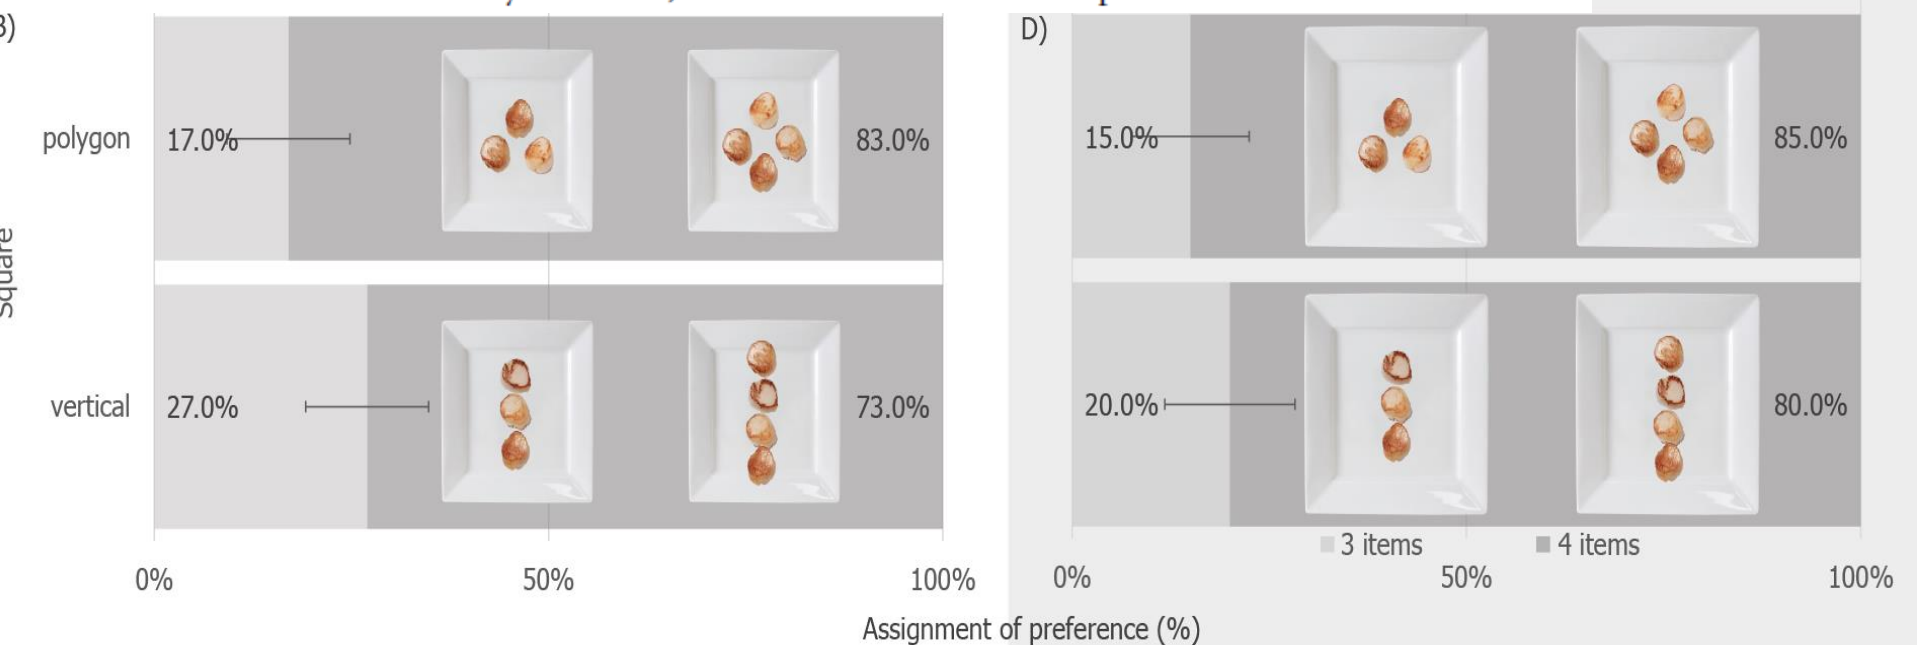 D)
polygon
17.0%
83.0%
15.0%
85.0%
Square
vertical
27.0%
73.0%
20.0%
80.0%
3 items
4 items
0%
50%
100%
0%
50%
100%
Assignment of preference (%)